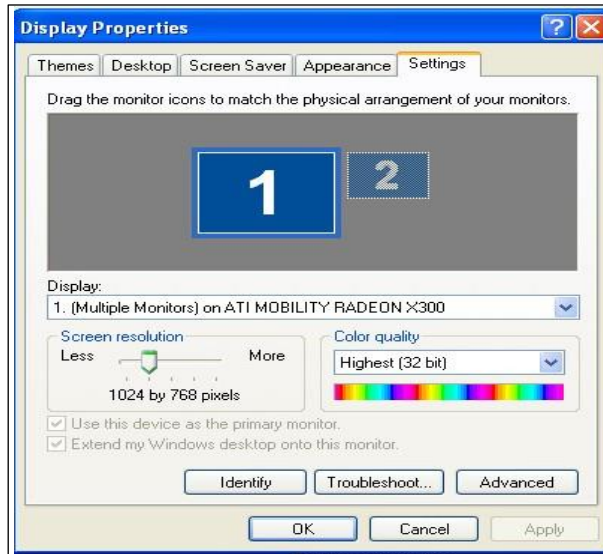 Display Properties
Themes Desktop Screen Saver Appearance Settings
Drag the monitor icons to match the physical arrangement of your monitors.
1 2
Display:
1. (Multiple Monitors) on ATI MOBILITY RADEON X300
Screen resolution Color quality
Less More Highest (32 bit)
1024 by 768 pixels
Use this device as the primary monitor.
Extend my Windows desktop onto this monitor.
Identify Troubleshoot... Advanced
OK Cancel Apply